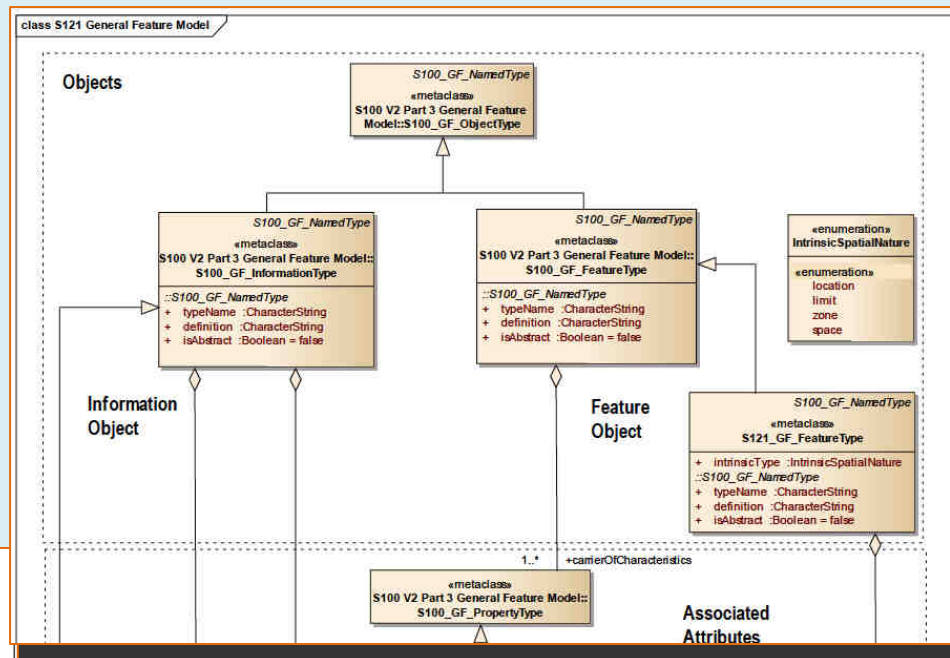 class S121 General Feature Model
Objects
S100_GF_NamedType
«metaclass»
S100 V2 Part 3 General Feature
Model::S100_GF_ObjectType
S100_GF_NamedType
«metaclass»
S100 V2 Part 3 General Feature Model::
S100_GF_InformationType
::S100_GF_NamedType
+ typeName :CharacterString
+ definition :CharacterString
+ isAbstract :Boolean = false
S100_GF_NamedType
«metaclass»
S100 V2 Part 3 General Feature Model::
S100_GF_FeatureType
::S100_GF_NamedType
+ typeName :CharacterString
+ definition :CharacterString
+ isAbstract :Boolean = false
«enumeration»
IntrinsicSpatialNature
«enumeration»
location
limit
zone
space
Information
Object
Feature
Object
S100_GF_NamedType
«metaclass»
S121_GF_FeatureType
+ intrinsicType :IntrinsicSpatialNature
::S100_GF_NamedType
+ typeName :CharacterString
+ definition :CharacterString
+ isAbstract :Boolean = false
1..* +carrierOfCharacteristics
«metaclass»
S100 V2 Part 3 General Feature Model::
S100_GF_PropertyType
Associated
Attributes